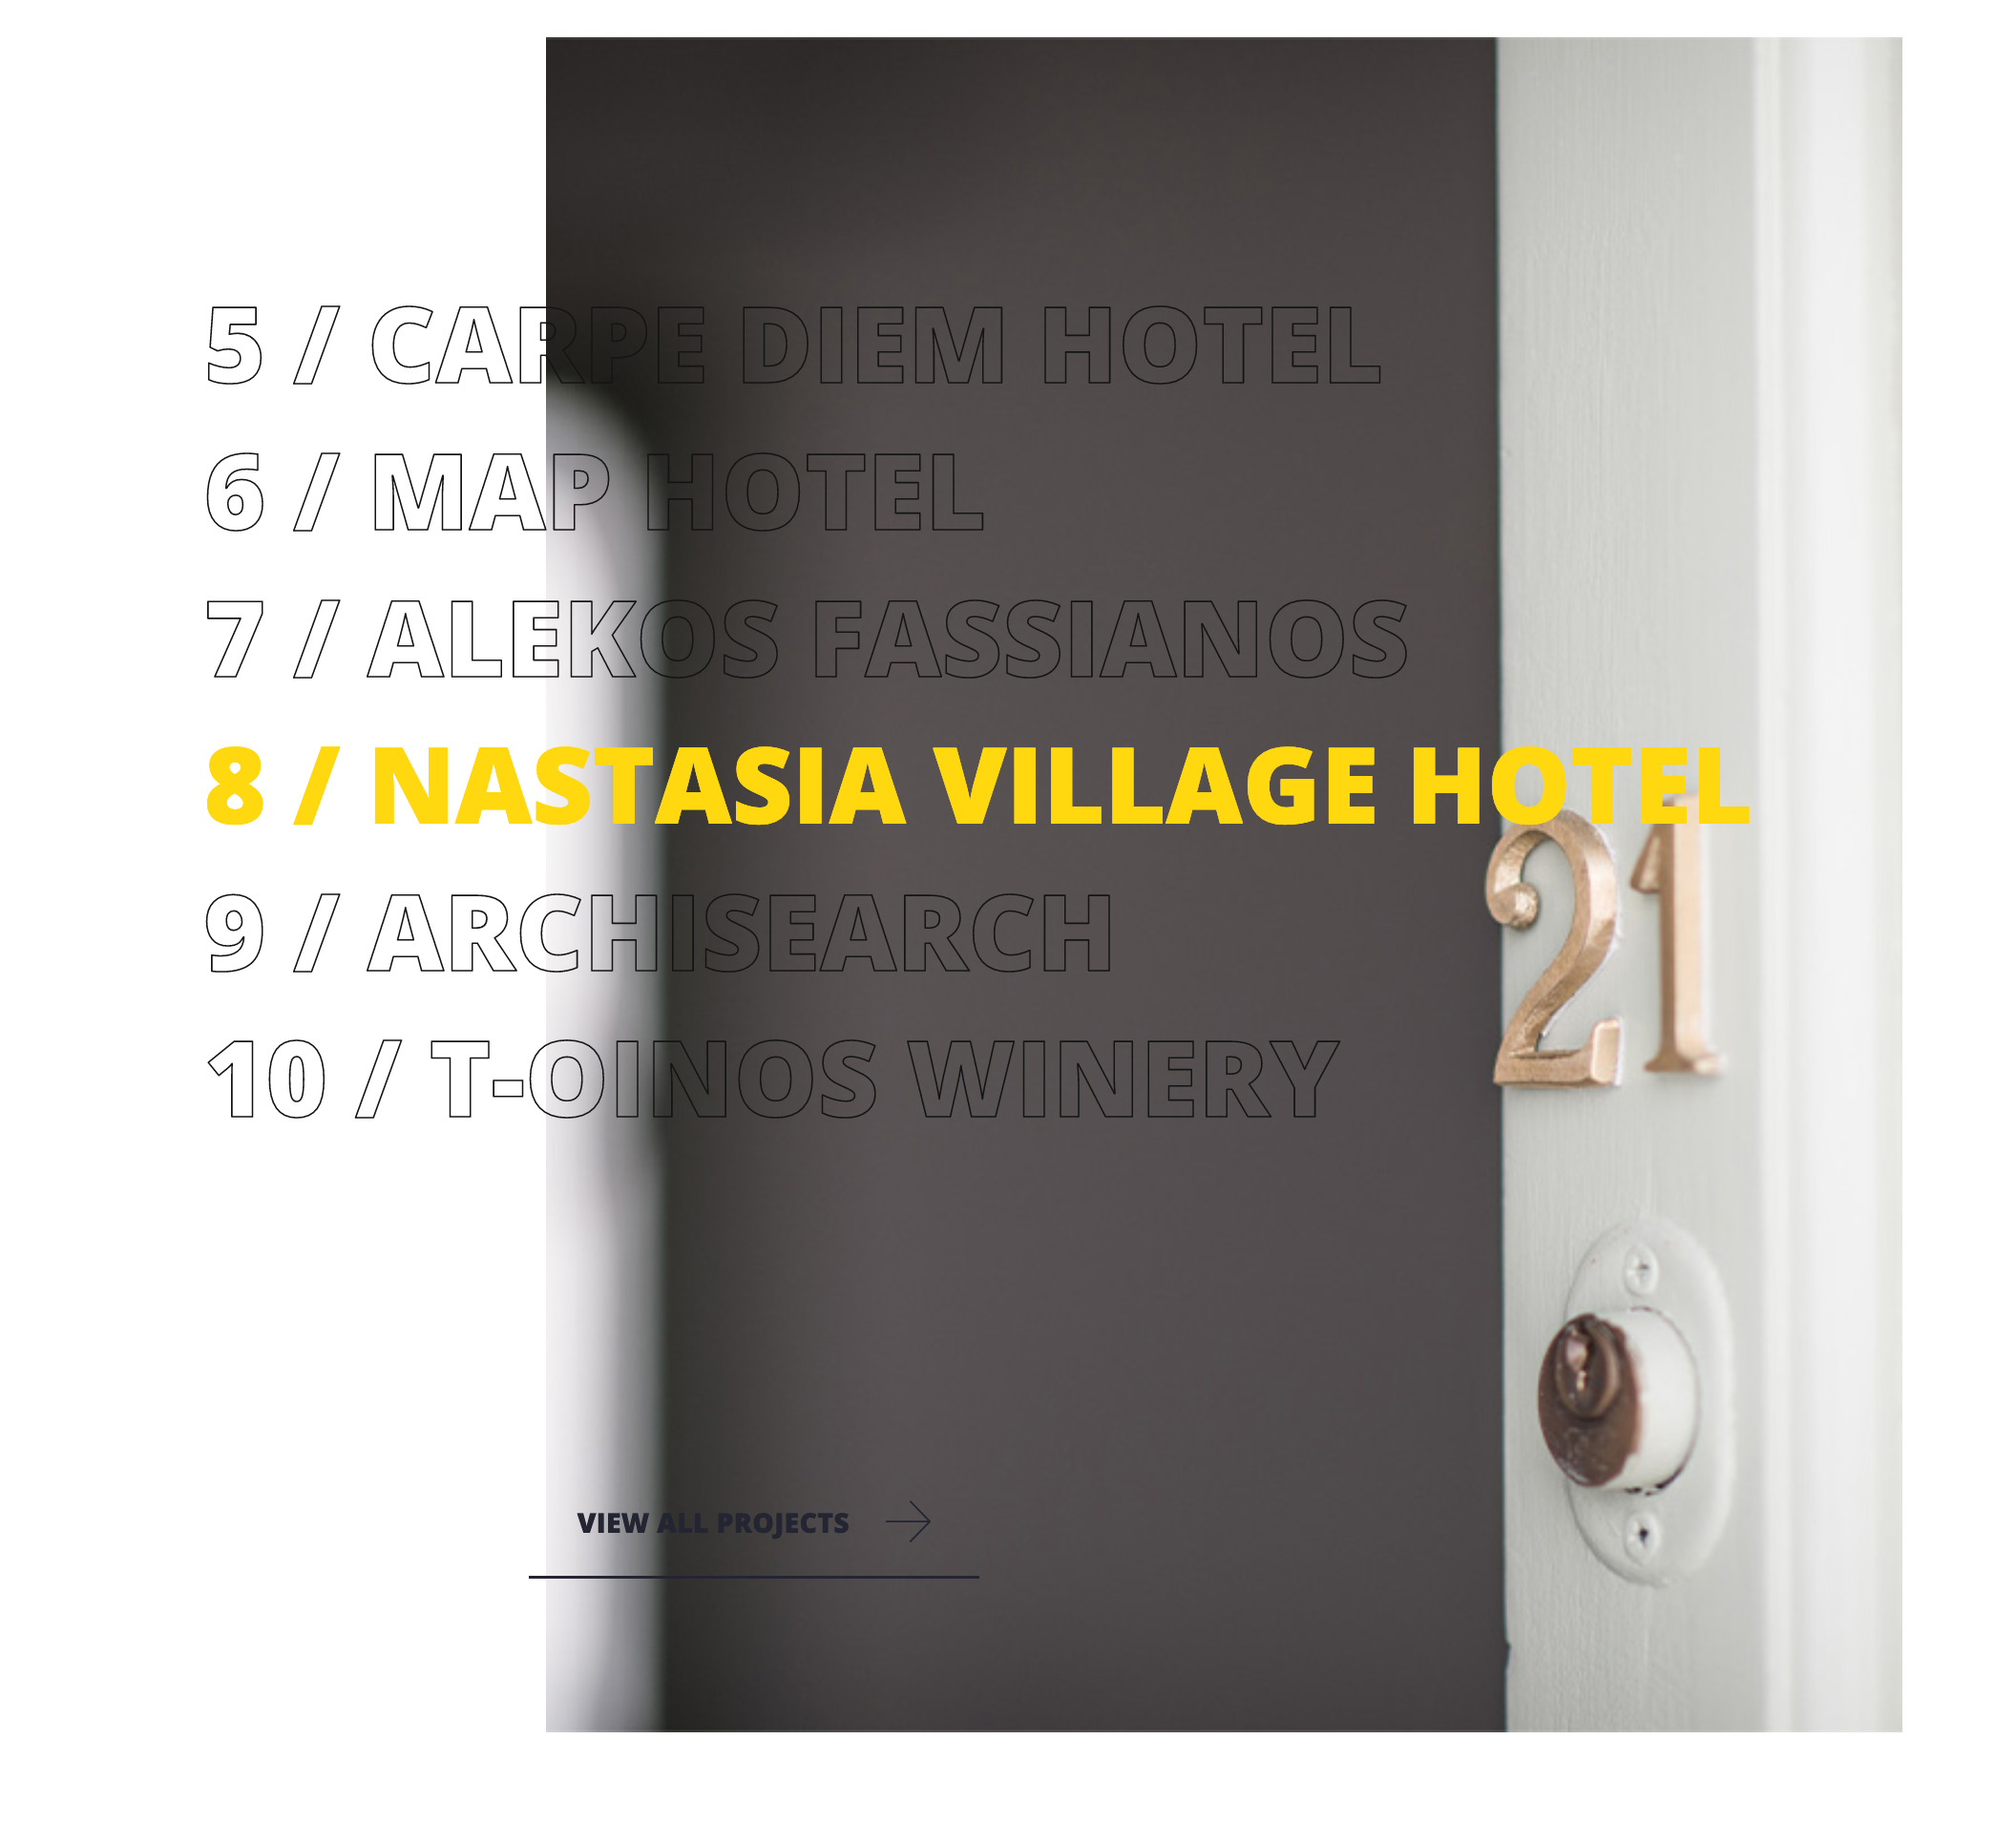 5 / CARPE DIEM HOTEL
6 / MAP HOTEL
7 / ALEKOS FASSIANOS
8 / NASTASIA VILLAGE HOTEL
9 / ARCHISEARCH
10 / T-OINOS WINERY
21
VIEW ALL PROJECTS